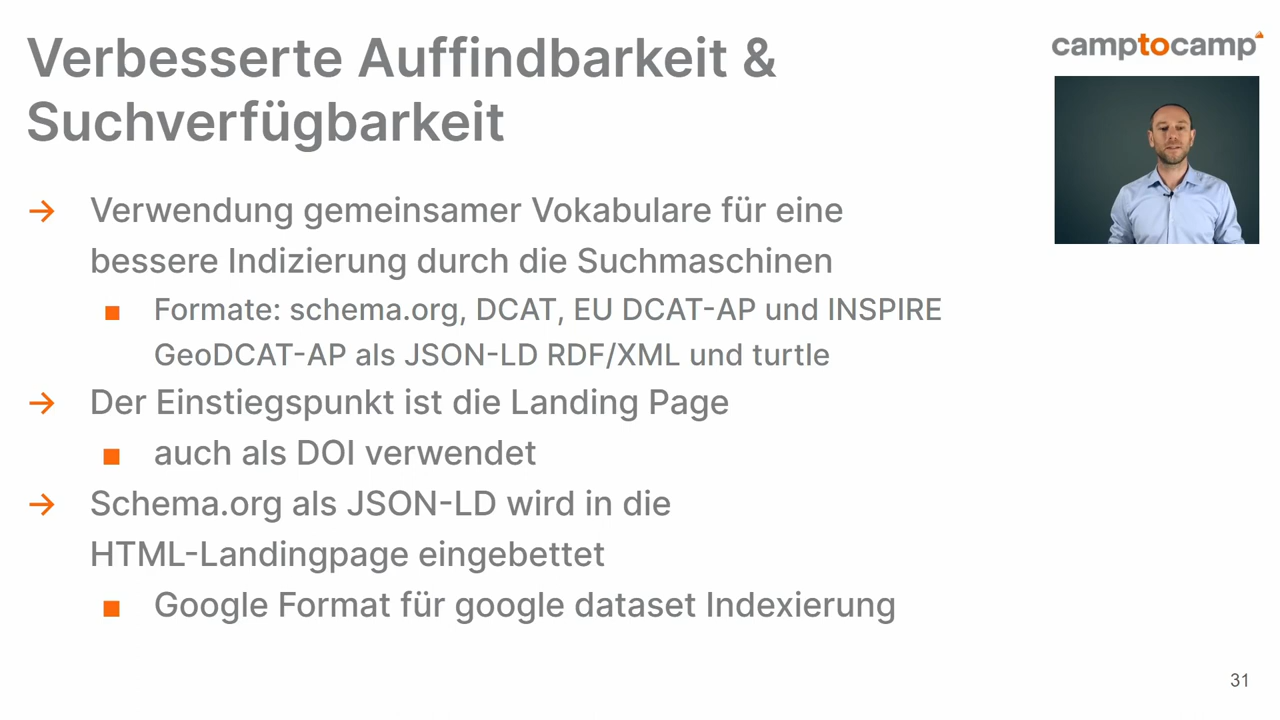 Verbesserte Auffindbarkeit &
Suchverfügbarkeit
camptocamp
→ Verwendung gemeinsamer Vokabulare für eine
bessere Indizierung durch die Suchmaschinen
■ Formate: schema.org, DCAT, EU DCAT-AP und INSPIRE
GeoDCAT-AP als JSON-LD RDF/XML und turtle
→ Der Einstiegspunkt ist die Landing Page
■ auch als DOI verwendet
→ Schema.org als JSON-LD wird in die
HTML-Landingpage eingebettet
■ Google Format für google dataset Indexierung
31